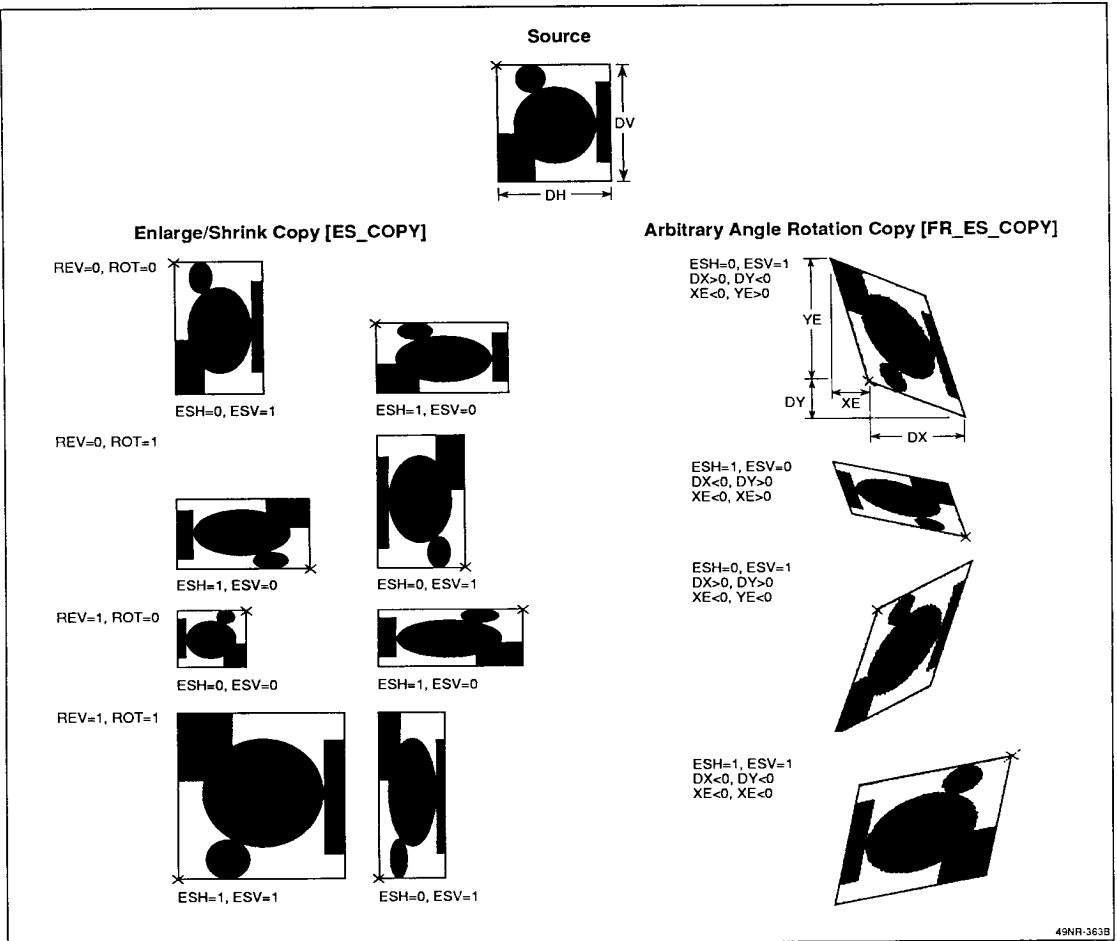 Source
DV
DH
Enlarge/Shrink Copy [ES_COPY]
Arbitrary Angle Rotation Copy [FR_ES_COPY]
REV=0, ROT=0
ESH=0, ESV=1
ESH=1, ESV=0
ESH=0, ESV=1
DX>0, DY<0
XE<0, YE>0
YE
DY
XE
DX
REV=0, ROT=1
ESH=1, ESV=0
ESH=0, ESV=1
ESH=1, ESV=0
DX<0, DY>0
XE<0, XE>0
REV=1, ROT=0
ESH=0, ESV=0
ESH=1, ESV=0
ESH=0, ESV=1
DX>0, DY>0
XE<0, YE<0
REV=1, ROT=1
ESH=1, ESV=1
ESH=0, ESV=1
ESH=1, ESV=1
DX<0, DY<0
XE<0, XE<0
49NR-363B